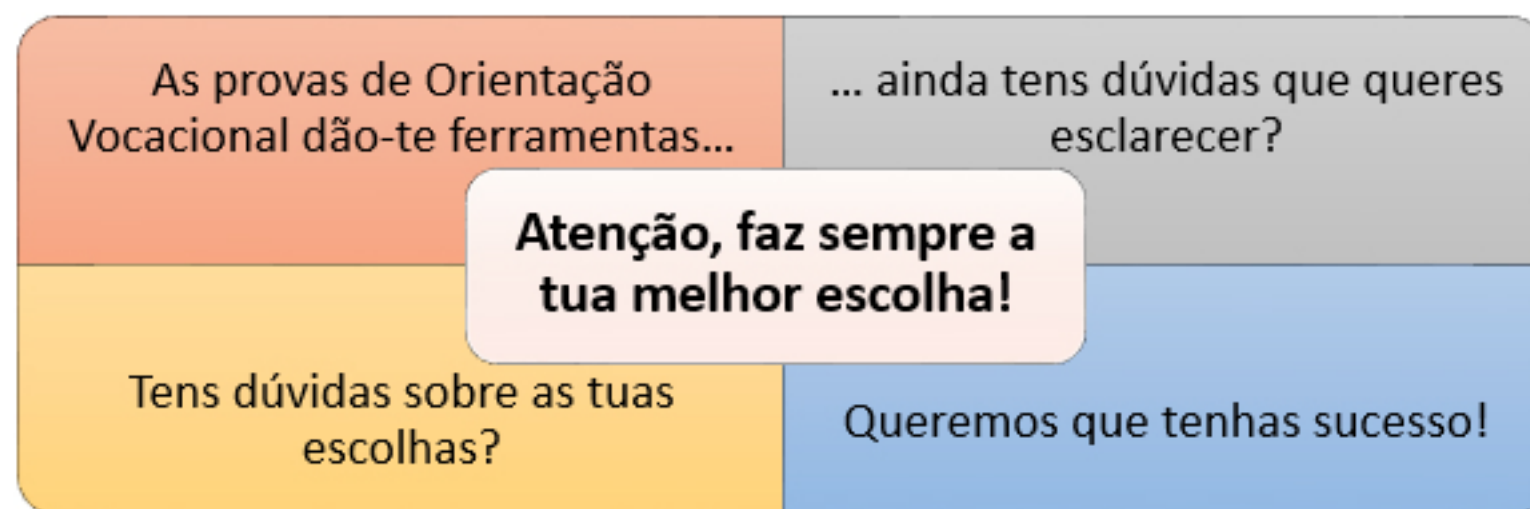 As provas de Orientação
Vocacional dão-te ferramentas...
... ainda tens dúvidas que queres
esclarecer?
Atenção, faz sempre a
tua melhor escolha!
Tens dúvidas sobre as tuas
escolhas?
Queremos que tenhas sucesso!